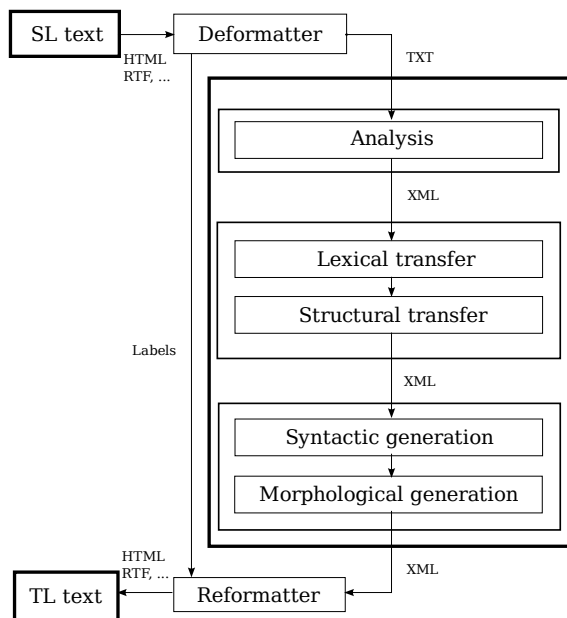 SL text
Deformatter
HTML
RTF, ...
TXT
Analysis
XML
Lexical transfer
Structural transfer
Labels
XML
Syntactic generation
Morphological generation
HTML
RTF, ...
XML
TL text
Reformatter